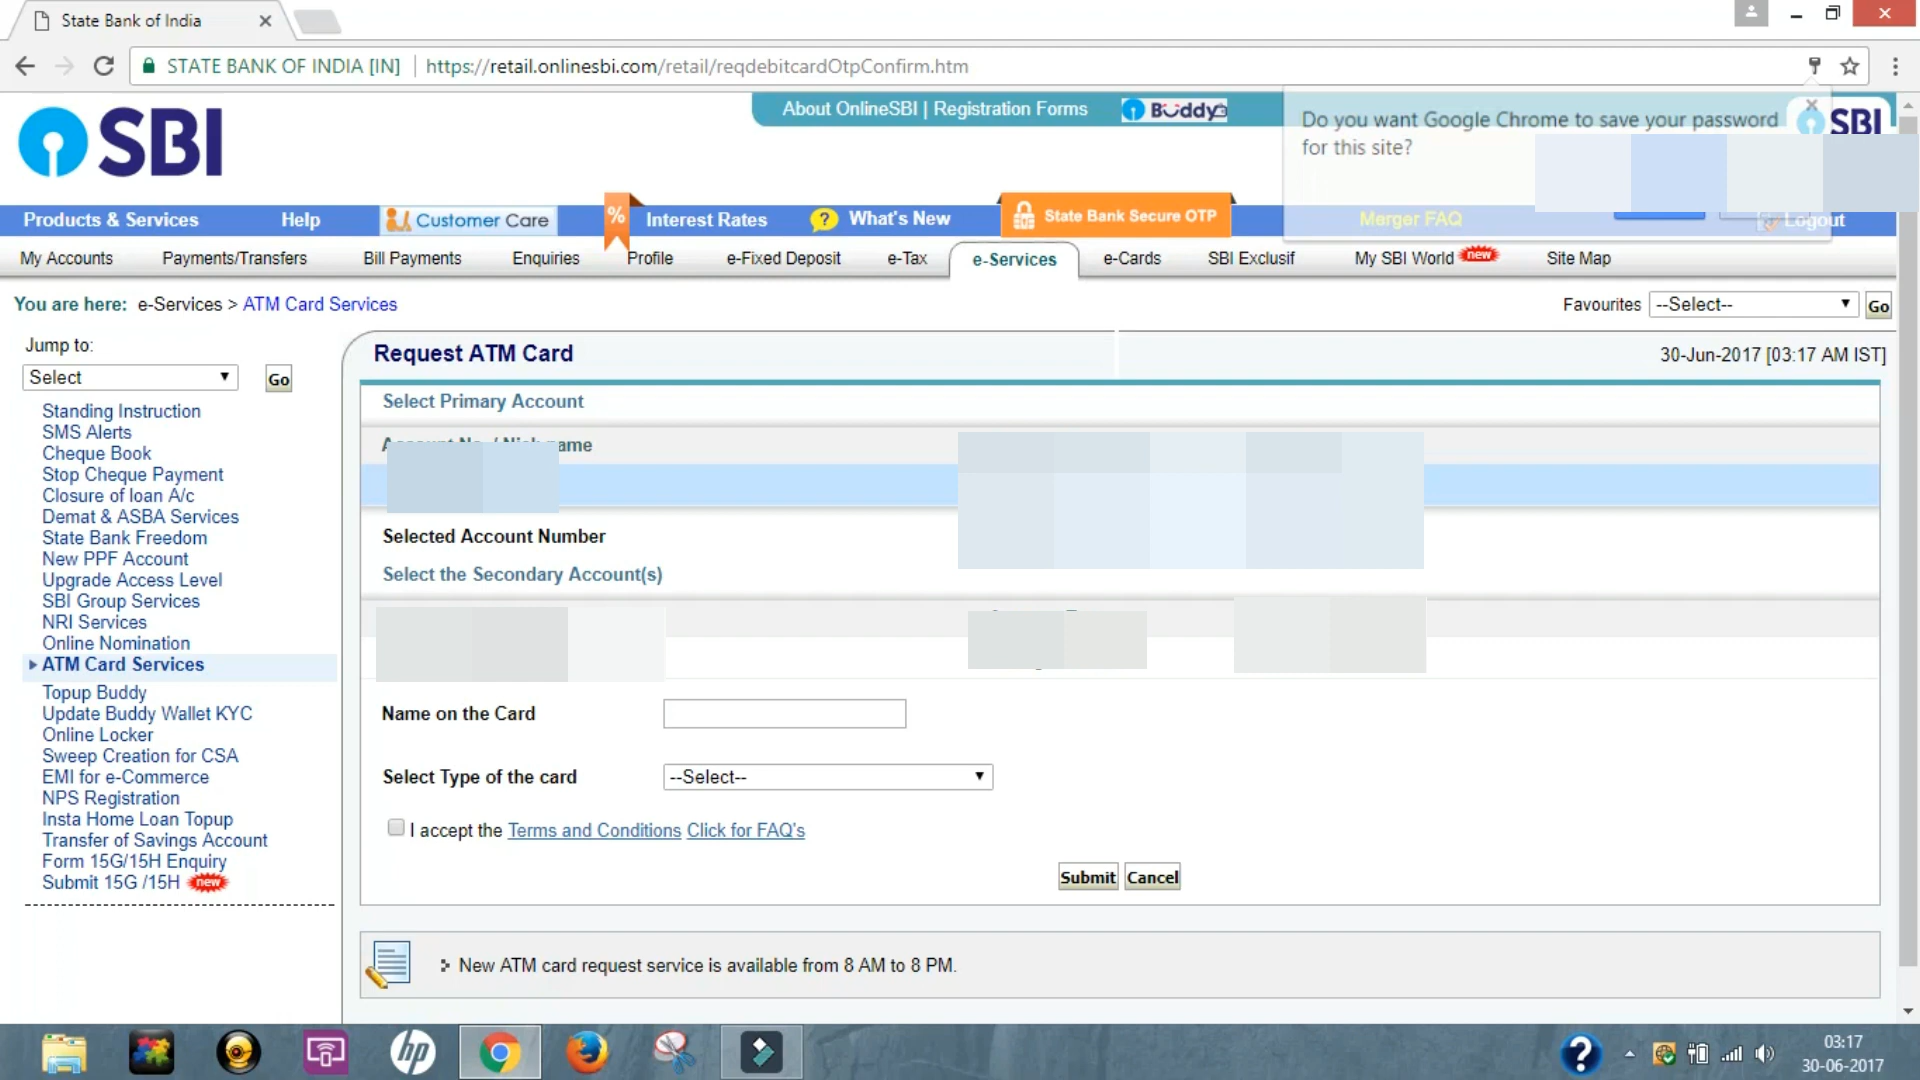 State Bank of India
STATE BANK OF INDIA [IN] https://retail.onlinesbi.com/retail/reqdebitcardOtpConfirm.htm
SBI
About OnlineSBI | Registration Forms
Buddy
Do you want Google Chrome to save your password
for this site?
SBI
Products & Services Help Customer Care % Interest Rates ? What's New State Bank Secure OTP Merger FAQ Logout
My Accounts Payments/Transfers Bill Payments Enquiries Profile e-Fixed Deposit e-Tax e-Services e-Cards SBI Exclusif My SBI World new Site Map
You are here: e-Services > ATM Card Services
Favourites --Select-- Go
Jump to:
Select Go
Standing Instruction
SMS Alerts
Cheque Book
Stop Cheque Payment
Closure of loan A/c
Demat & ASBA Services
State Bank Freedom
New PPF Account
Upgrade Access Level
SBI Group Services
NRI Services
Online Nomination
ATM Card Services
Topup Buddy
Update Buddy Wallet KYC
Online Locker
Sweep Creation for CSA
EMI for e-Commerce
NPS Registration
Insta Home Loan Topup
Transfer of Savings Account
Form 15G/15H Enquiry
Submit 15G /15H new
Request ATM Card
30-Jun-2017 [03:17 AM IST]
Select Primary Account
Selected Account Number
Select the Secondary Account(s)
Name on the Card
Select Type of the card --Select--
I accept the Terms and Conditions Click for FAQ's
Submit Cancel
New ATM card request service is available from 8 AM to 8 PM.
hp
?
03:17
30-06-2017